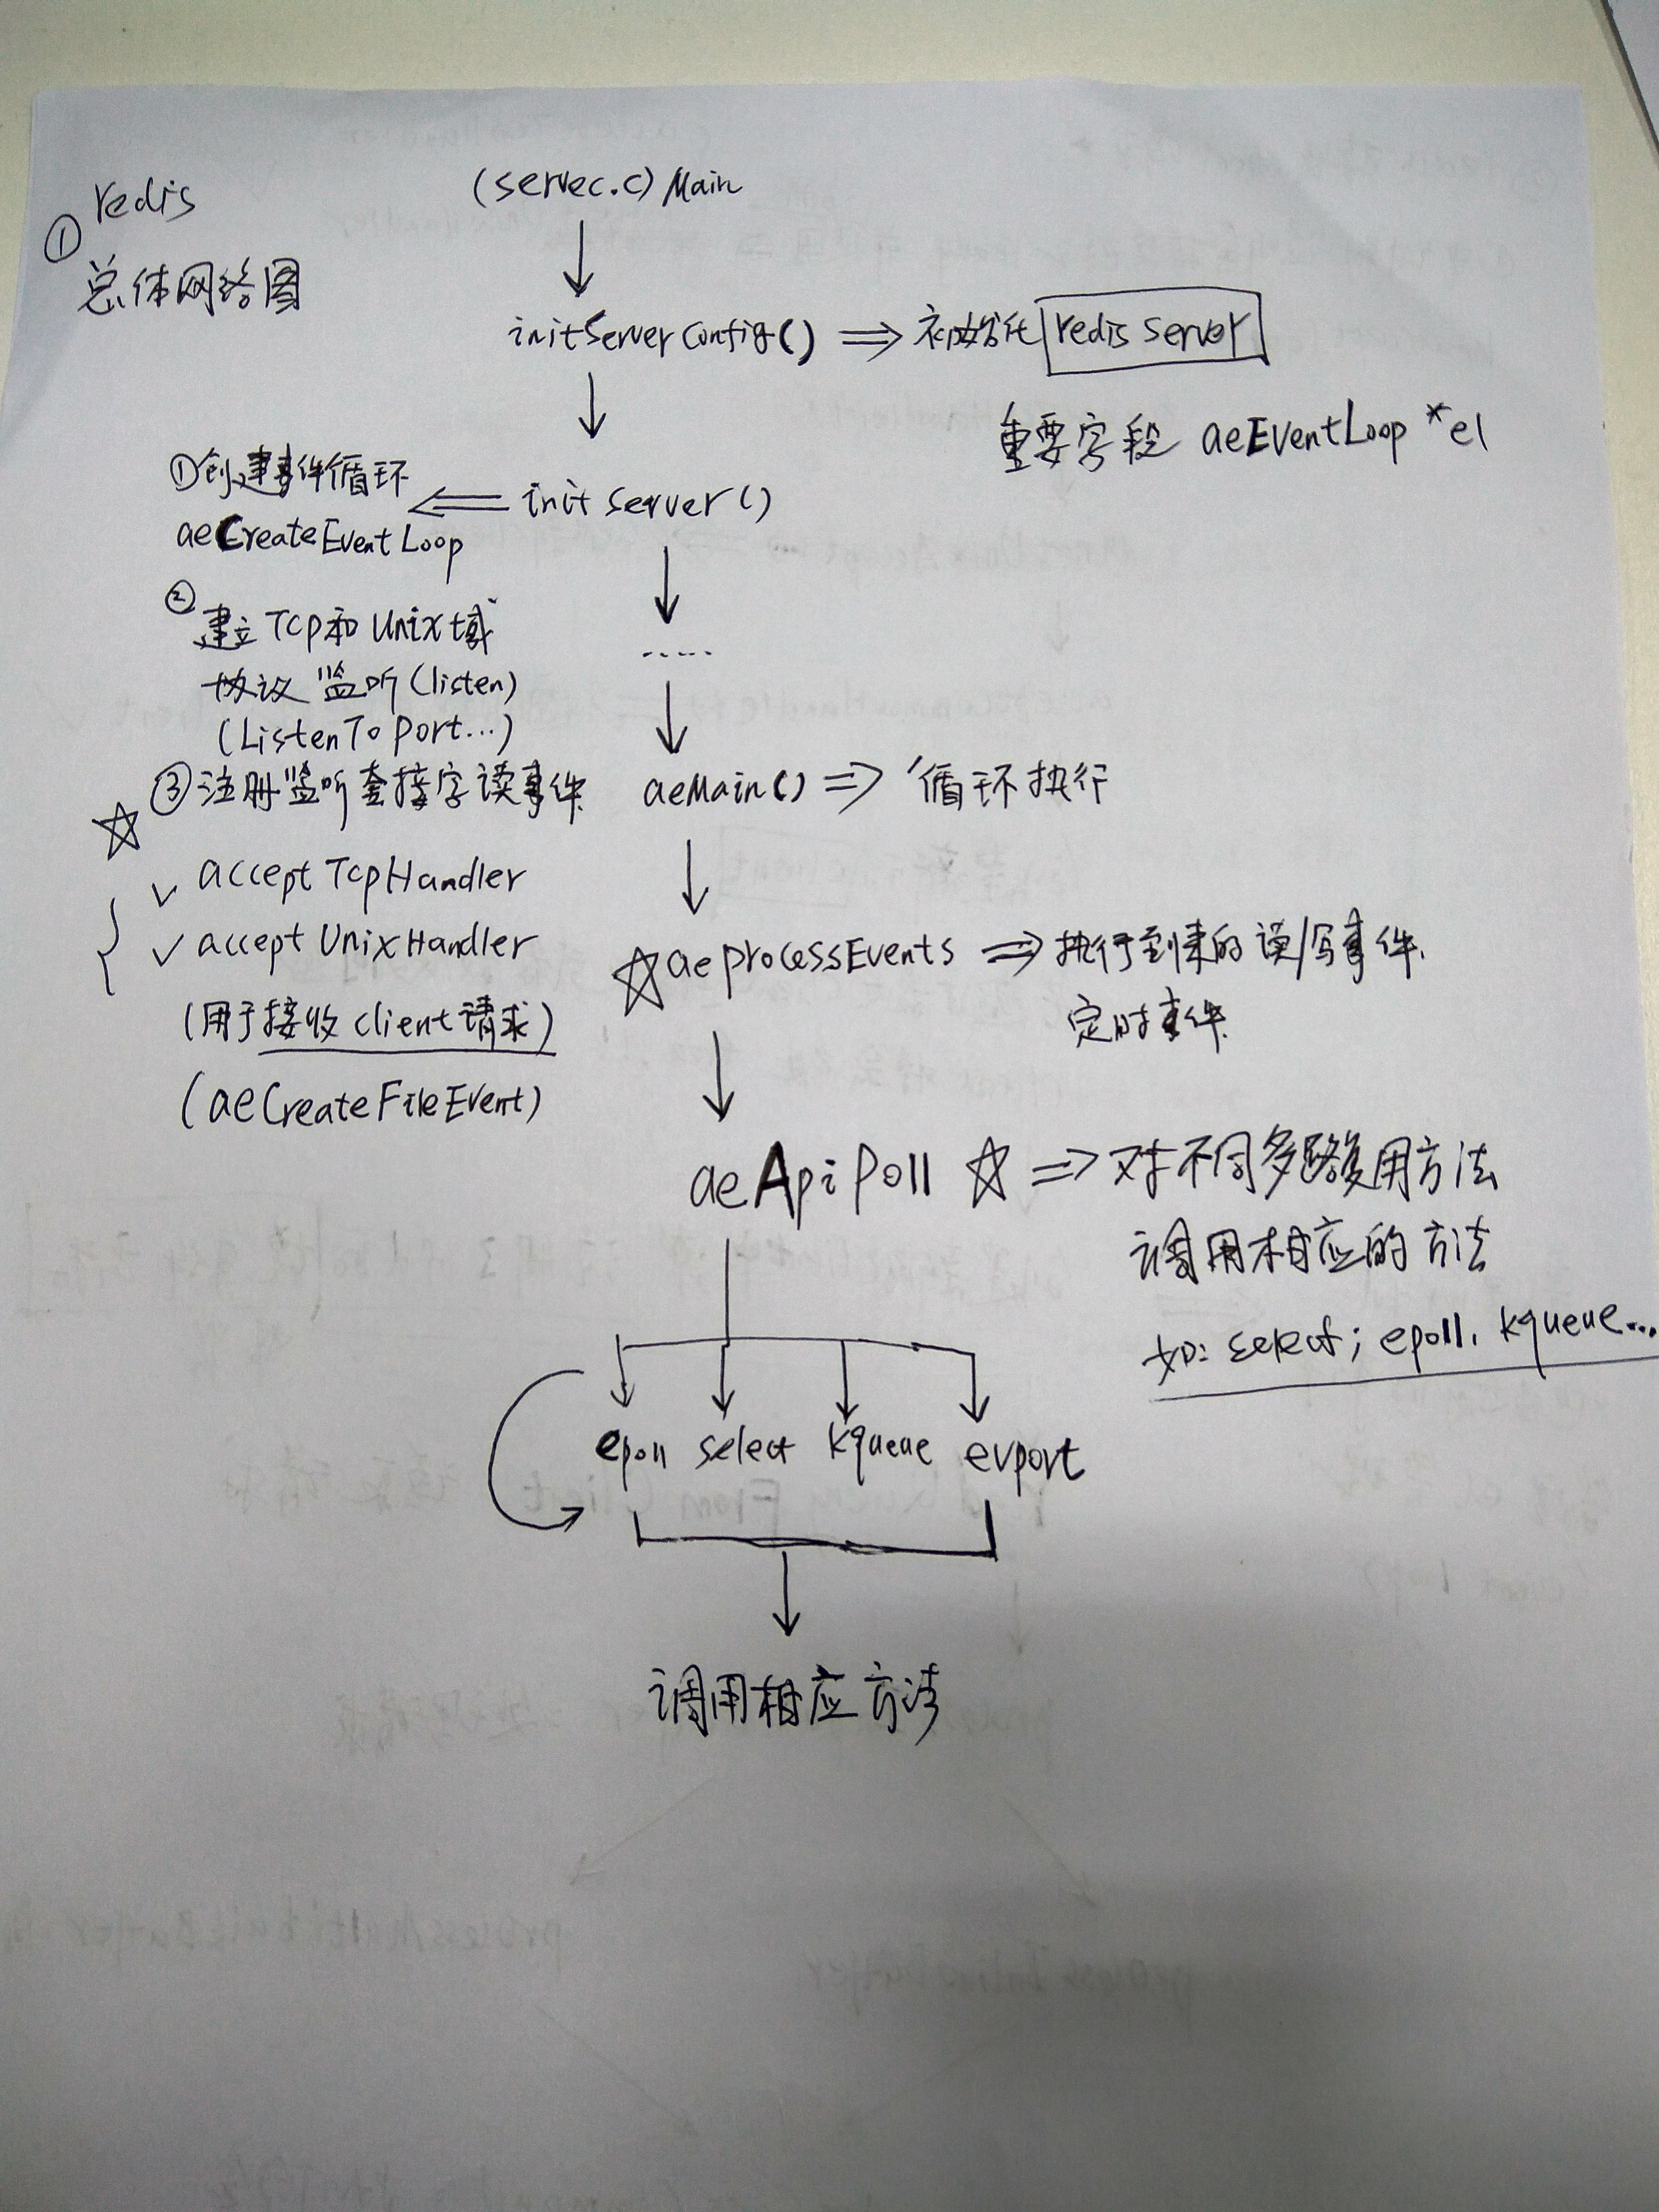 ① redis
总体网络图
(servec.c) Main
initServerConfig() ⇒ 初始化 redis server
重要字段 aeEventLoop *el
initserver()
①创建事件循环
aeCreateEventLoop
② 建立Tcp和Unix域
协议 监听(listen)
(ListenToport...)
.....
③注册监听套接字读事件
☆
✓ acceptTcpHandler
✓ acceptUnixHandler
(用于接收client请求)
(aeCreateFileEvent)
aeMain() ⇒ 循环执行
☆aeprocessEvents ⇒ 执行到来的读/写事件.
定时事件.
aeApiPoll ☆ ⇒ 对不同多路复用方法
调用相应的方法
如: select; epoll, kqueue...
epoll select kqueue evport
调用相应方法